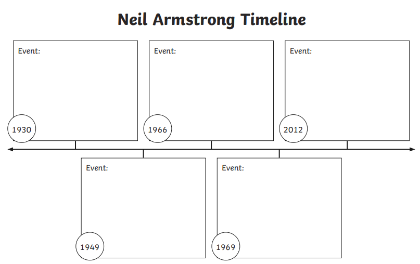 Neil Armstrong Timeline
Event:
Event:
Event:
1930
1966
2012
Event:
Event:
1949
1969